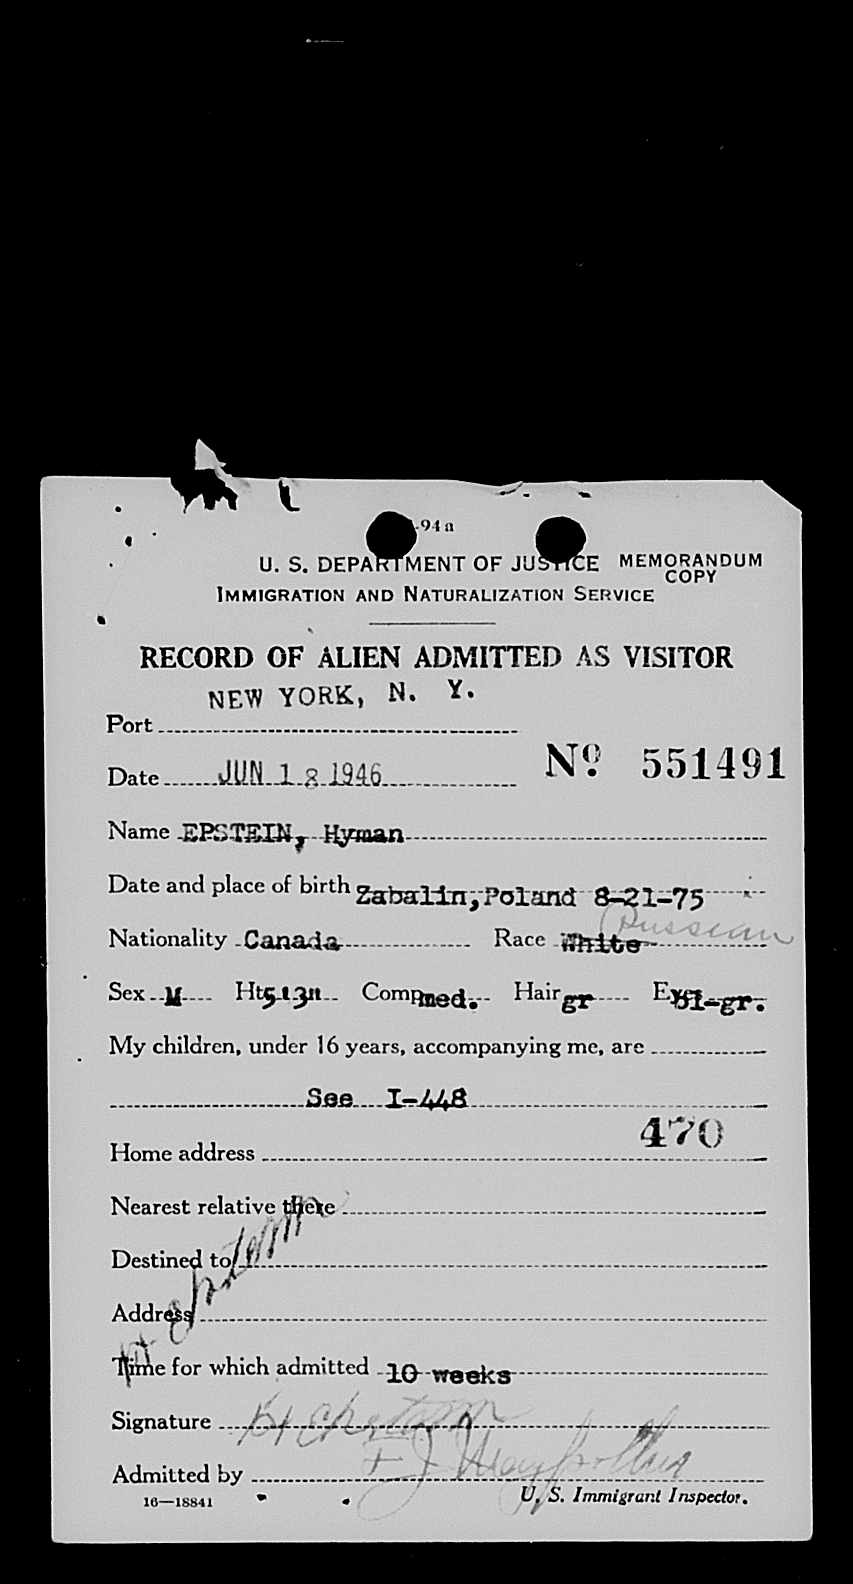 -94a
U. S. DEPARTMENT OF JUSTICE MEMORANDUM COPY
IMMIGRATION AND NATURALIZATION SERVICE
RECORD OF ALIEN ADMITTED AS VISITOR
NEW YORK, N. Y.
Port
Nº. 551491
Date JUN 18 1946
Name EPSTEIN, Hyman
Date and place of birth Zabalin, Poland 8-21-75
Nationality Canada Race White (Russian
Sex M Ht 5'3" Comp med. Hair gr Eyes bl-gr.
My children, under 16 years, accompanying me, are
See I-448
470
Home address
Nearest relative there
Destined to
Address
H Epstein
Time for which admitted 10 weeks
Signature H Epstein
Admitted by
16—18841 U. S. Immigrant Inspector.